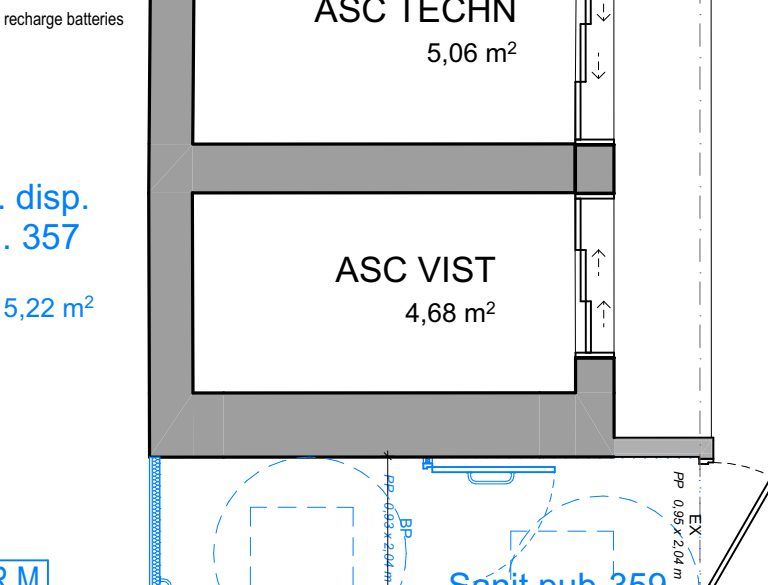 ASC TECHN
5,06 m²
recharge batteries
. disp.
. 357
5,22 m²
ASC VIST
4,68 m²
BP
PP 0,93 x 2,04 m
EX
PP 0,95 x 2,04 m
R M
Sanit pub 359